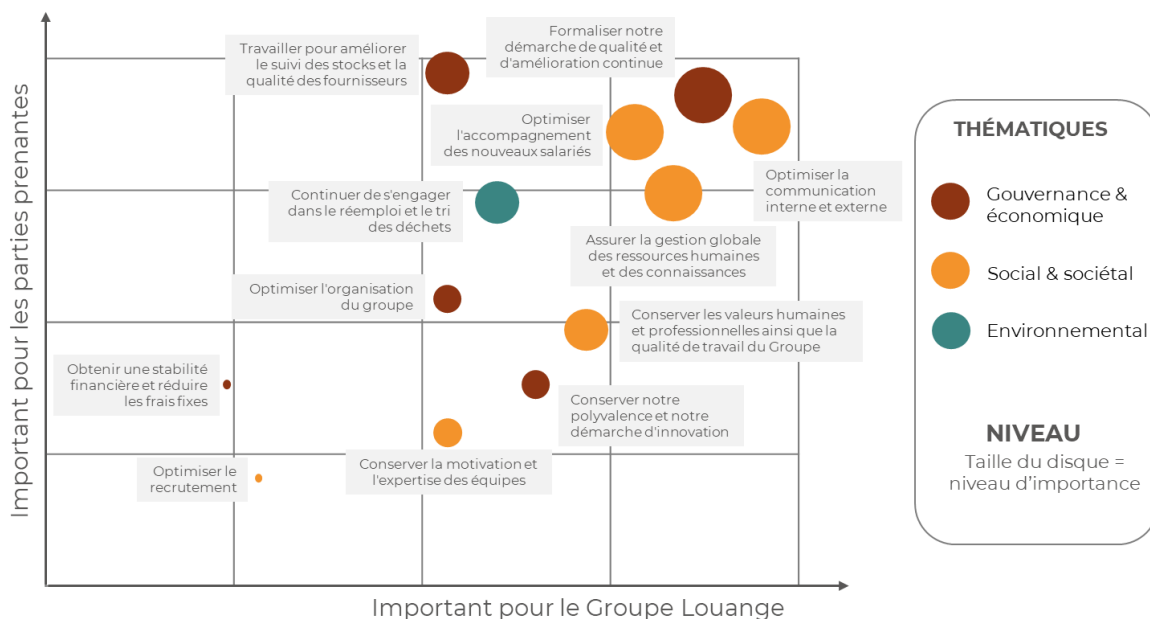 Important pour les parties prenantes
Travailler pour améliorer
le suivi des stocks et la
qualité des fournisseurs
Formaliser notre
démarche de qualité et
d'amélioration continue
Optimiser
l'accompagnement
des nouveaux salariés
Continuer de s'engager
dans le réemploi et le tri
des déchets
Optimiser la
communication
interne et externe
Assurer la gestion globale
des ressources humaines
et des connaissances
Optimiser l'organisation
du groupe
Conserver les valeurs humaines
et professionnelles ainsi que la
qualité de travail du Groupe
Obtenir une stabilité
financière et réduire
les frais fixes
Conserver notre
polyvalence et notre
démarche d'innovation
Optimiser le
recrutement
Conserver la motivation et
l'expertise des équipes
Important pour le Groupe Louange
THÉMATIQUES
Gouvernance &
économique
Social & sociétal
Environnemental
NIVEAU
Taille du disque =
niveau d'importance